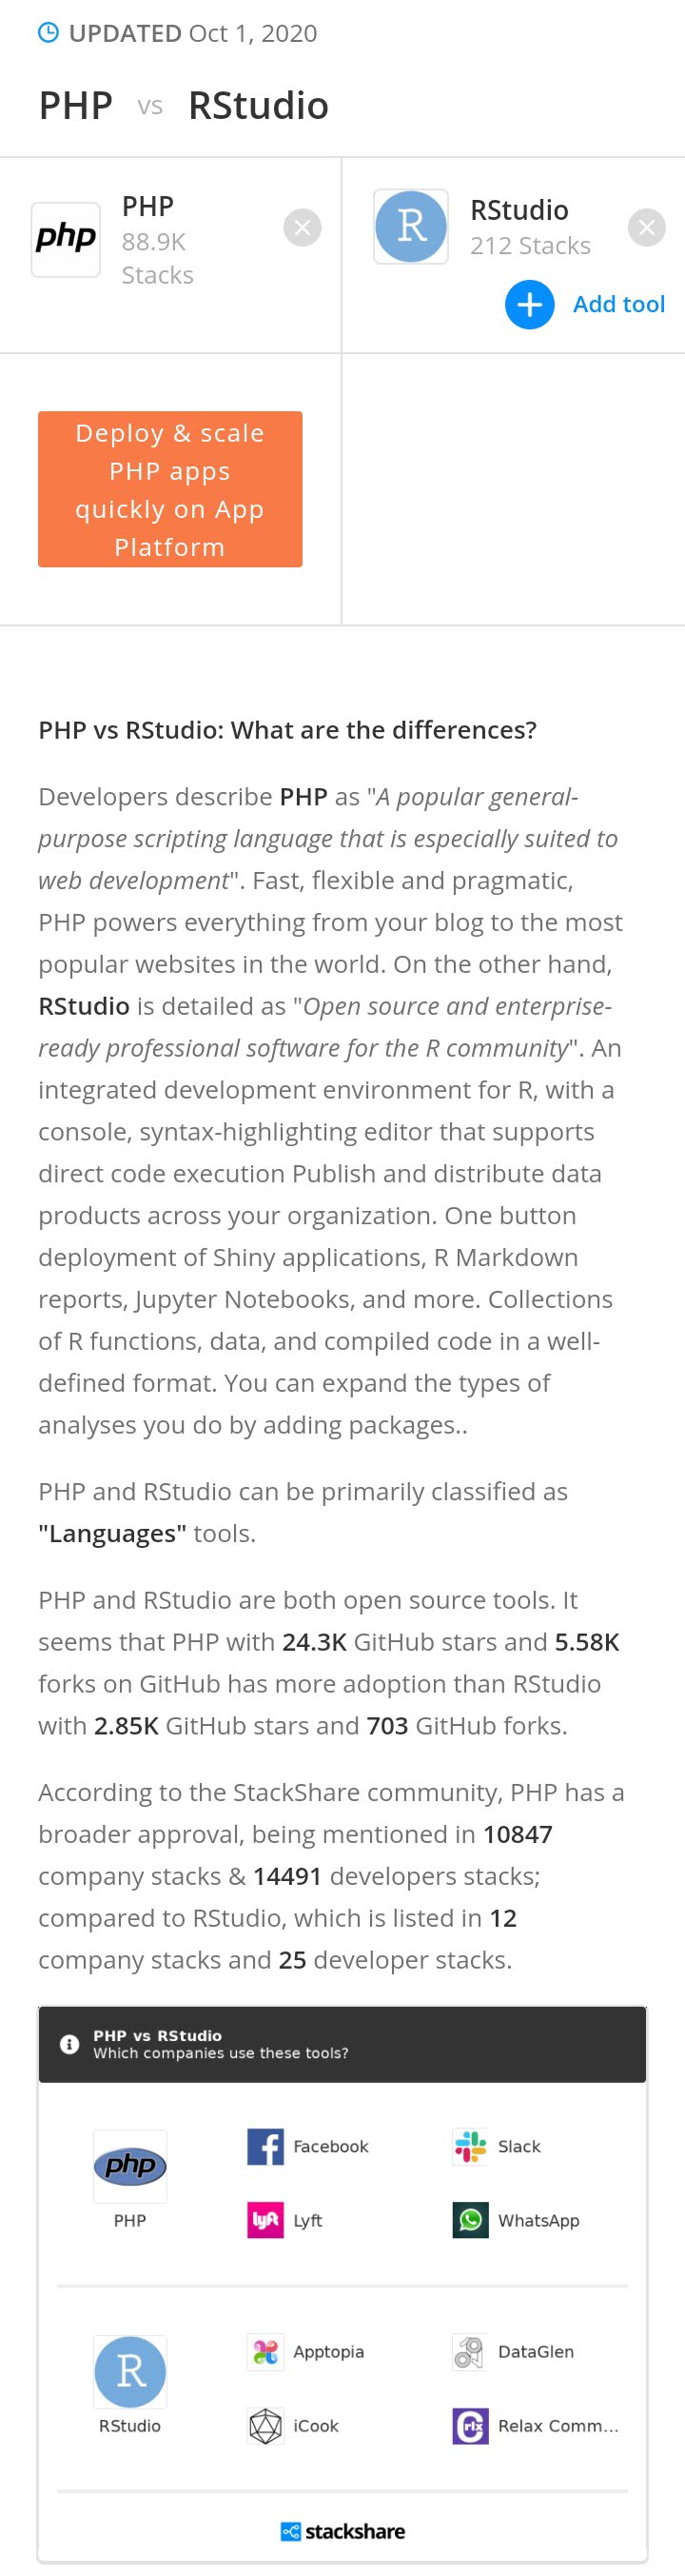 UPDATED Oct 1, 2020
PHP vs RStudio
php
PHP
88.9K
Stacks
R
RStudio
212 Stacks
Add tool
Deploy & scale
PHP apps
quickly on App
Platform
PHP vs RStudio: What are the differences?
Developers describe PHP as "A popular general-
purpose scripting language that is especially suited to
web development". Fast, flexible and pragmatic,
PHP powers everything from your blog to the most
popular websites in the world. On the other hand,
RStudio is detailed as "Open source and enterprise-
ready professional software for the R community". An
integrated development environment for R, with a
console, syntax-highlighting editor that supports
direct code execution Publish and distribute data
products across your organization. One button
deployment of Shiny applications, R Markdown
reports, Jupyter Notebooks, and more. Collections
of R functions, data, and compiled code in a well-
defined format. You can expand the types of
analyses you do by adding packages..
PHP and RStudio can be primarily classified as
"Languages" tools.
PHP and RStudio are both open source tools. It
seems that PHP with 24.3K GitHub stars and 5.58K
forks on GitHub has more adoption than RStudio
with 2.85K GitHub stars and 703 GitHub forks.
According to the StackShare community, PHP has a
broader approval, being mentioned in 10847
company stacks & 14491 developers stacks;
compared to RStudio, which is listed in 12
company stacks and 25 developer stacks.
PHP vs RStudio
Which companies use these tools?
php
PHP
Facebook
Slack
lyft
Lyft
WhatsApp
R
RStudio
Apptopia
DataGlen
iCook
Relax Comm...
stackshare